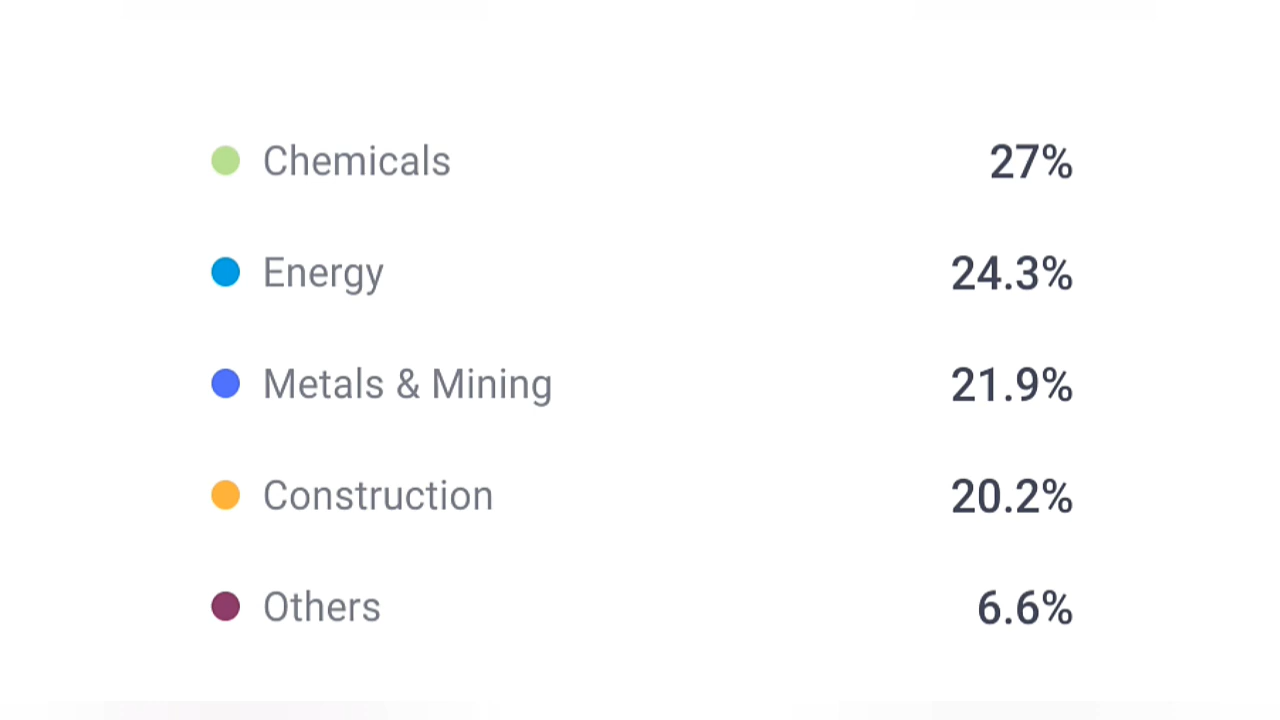 Chemicals 27%
Energy 24.3%
Metals & Mining 21.9%
Construction 20.2%
Others 6.6%